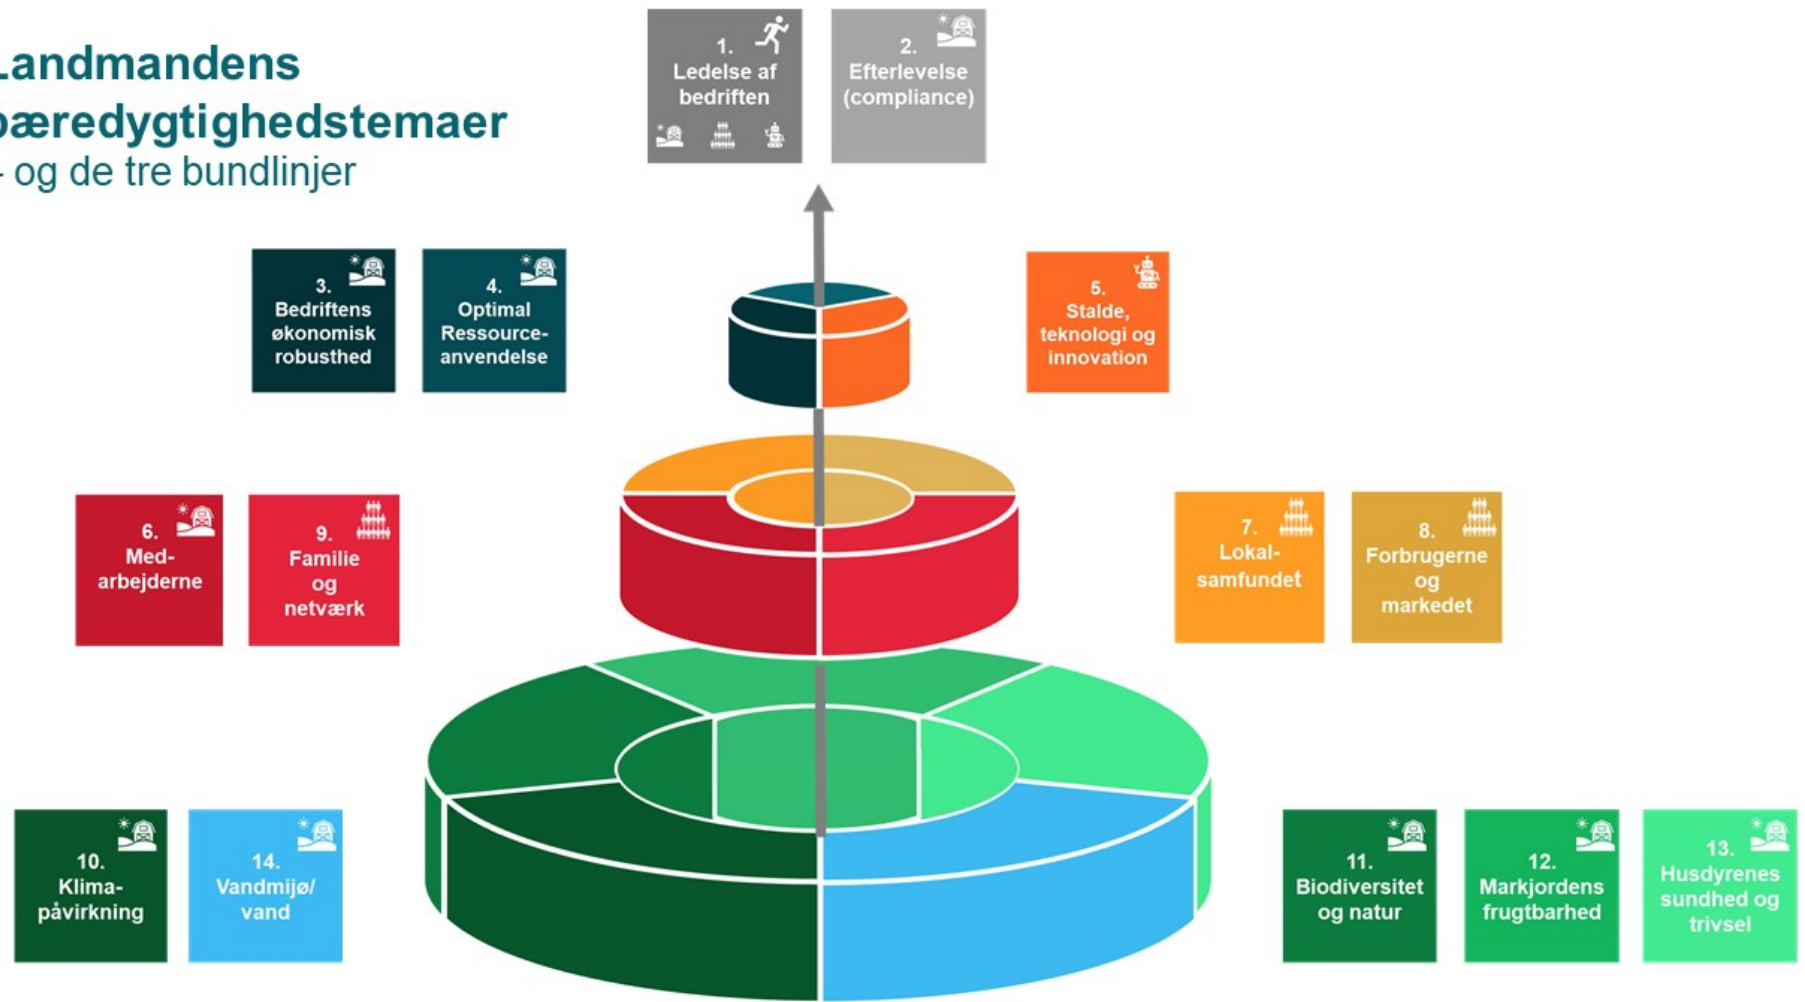 Landmandens
bæredygtighedstemaer
- og de tre bundlinjer
1.
Ledelse af
bedriften
2.
Efterlevelse
(compliance)
3.
Bedriftens
økonomisk
robusthed
4.
Optimal
Ressource-
anvendelse
5.
Stalde,
teknologi og
innovation
6.
Med-
arbejderne
9.
Familie
og
netværk
7.
Lokal-
samfundet
8.
Forbrugerne
og
markedet
10.
Klima-
påvirkning
14.
Vandmijø/
vand
11.
Biodiversitet
og natur
12.
Markjordens
frugtbarhed
13.
Husdyrenes
sundhed og
trivsel